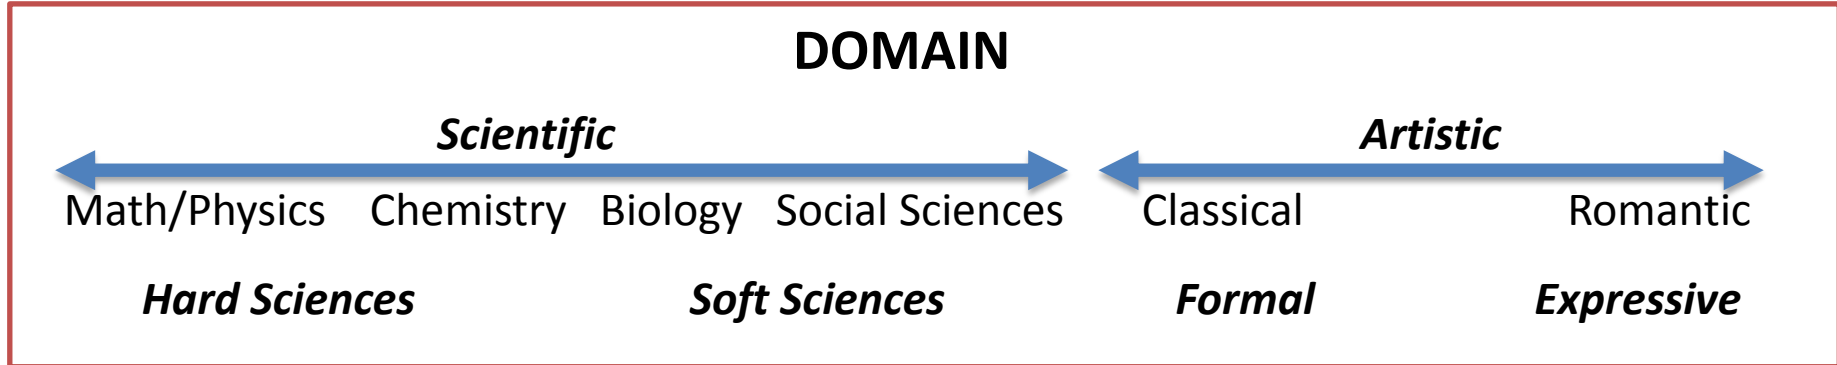 DOMAIN
Scientific Artistic
Math/Physics Chemistry Biology Social Sciences Classical Romantic
Hard Sciences Soft Sciences Formal Expressive